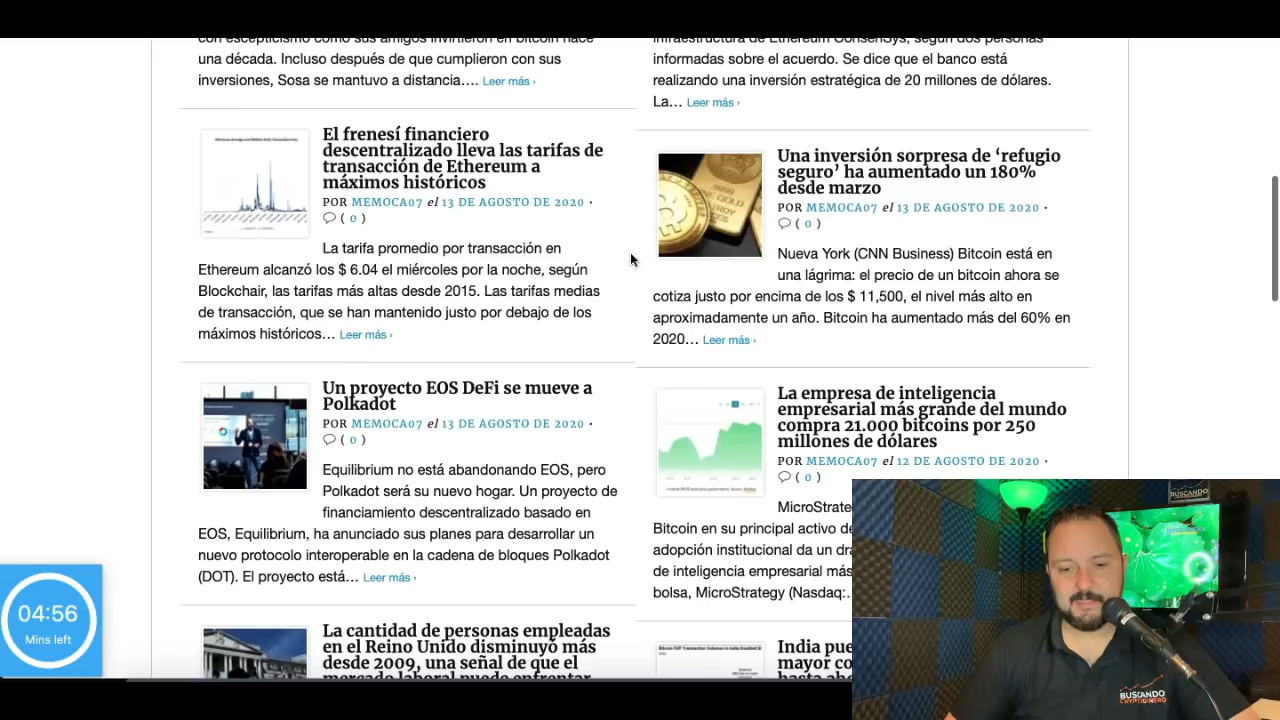 con escepticismo como sus amigos invirtieron en bitcoin hace
una década. Incluso después de que cumplieron con sus
inversiones, Sosa se mantuvo a distancia…. Leer más ›
El frenesí financiero
descentralizado lleva las tarifas de
transacción de Ethereum a
máximos históricos
POR MEMOCA07 el 13 DE AGOSTO DE 2020 •
( 0 )
La tarifa promedio por transacción en
Ethereum alcanzó los $ 6.04 el miércoles por la noche, según
Blockchair, las tarifas más altas desde 2015. Las tarifas medias
de transacción, que se han mantenido justo por debajo de los
máximos históricos… Leer más ›
Un proyecto EOS DeFi se mueve a
Polkadot
POR MEMOCA07 el 13 DE AGOSTO DE 2020 •
( 0 )
Equilibrium no está abandonando EOS, pero
Polkadot será su nuevo hogar. Un proyecto de
financiamiento descentralizado basado en
EOS, Equilibrium, ha anunciado sus planes para desarrollar un
nuevo protocolo interoperable en la cadena de bloques Polkadot
(DOT). El proyecto está… Leer más ›
La cantidad de personas empleadas
en el Reino Unido disminuyó más
desde 2009, una señal de que el
mercado laboral puede enfrentar
infraestructura de Ethereum ConsenSys, según dos personas
informadas sobre el acuerdo. Se dice que el banco está
realizando una inversión estratégica de 20 millones de dólares.
La… Leer más ›
Una inversión sorpresa de ‘refugio
seguro’ ha aumentado un 180%
desde marzo
POR MEMOCA07 el 13 DE AGOSTO DE 2020 •
( 0 )
Nueva York (CNN Business) Bitcoin está en
una lágrima: el precio de un bitcoin ahora se
cotiza justo por encima de los $ 11,500, el nivel más alto en
aproximadamente un año. Bitcoin ha aumentado más del 60% en
2020… Leer más ›
La empresa de inteligencia
empresarial más grande del mundo
compra 21.000 bitcoins por 250
millones de dólares
POR MEMOCA07 el 12 DE AGOSTO DE 2020 •
( 0 )
MicroStrate
Bitcoin en su principal activo de
adopción institucional da un dra
de inteligencia empresarial más
bolsa, MicroStrategy (Nasdaq:.
India pue
mayor co
hasta aho
04:56
Mins left
BUSCANDO
BUSCANDO
CRYPTODINERO